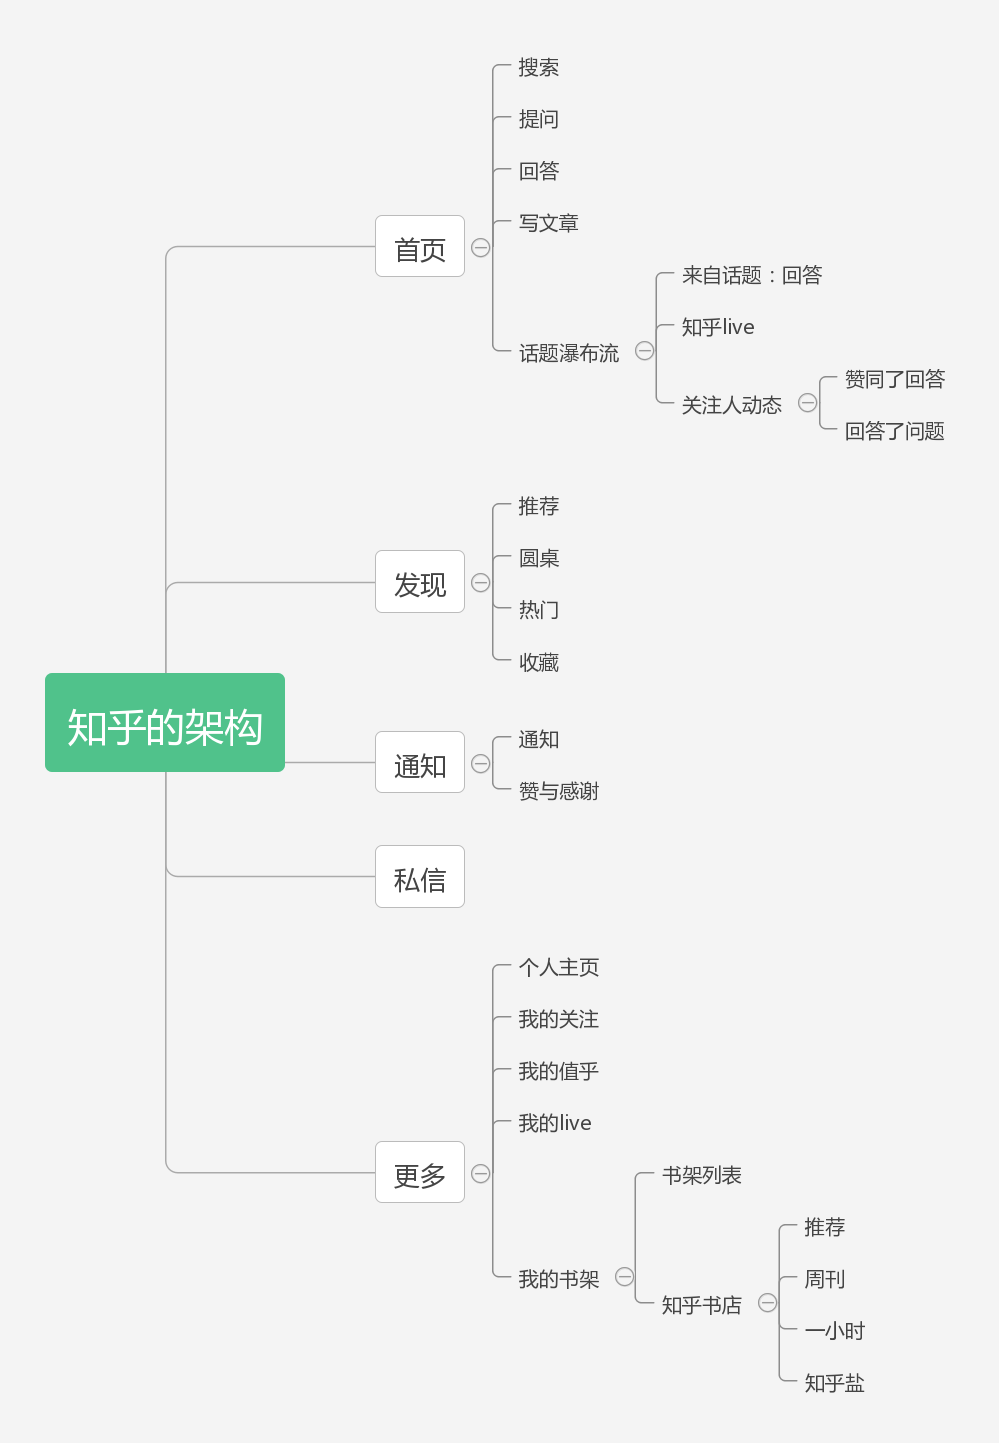 知乎的架构
首页
搜索
提问
回答
写文章
话题瀑布流
来自话题：回答
知乎live
关注人动态
赞同了回答
回答了问题
发现
推荐
圆桌
热门
收藏
通知
通知
赞与感谢
私信
更多
个人主页
我的关注
我的值乎
我的live
我的书架
书架列表
知乎书店
推荐
周刊
一小时
知乎盐